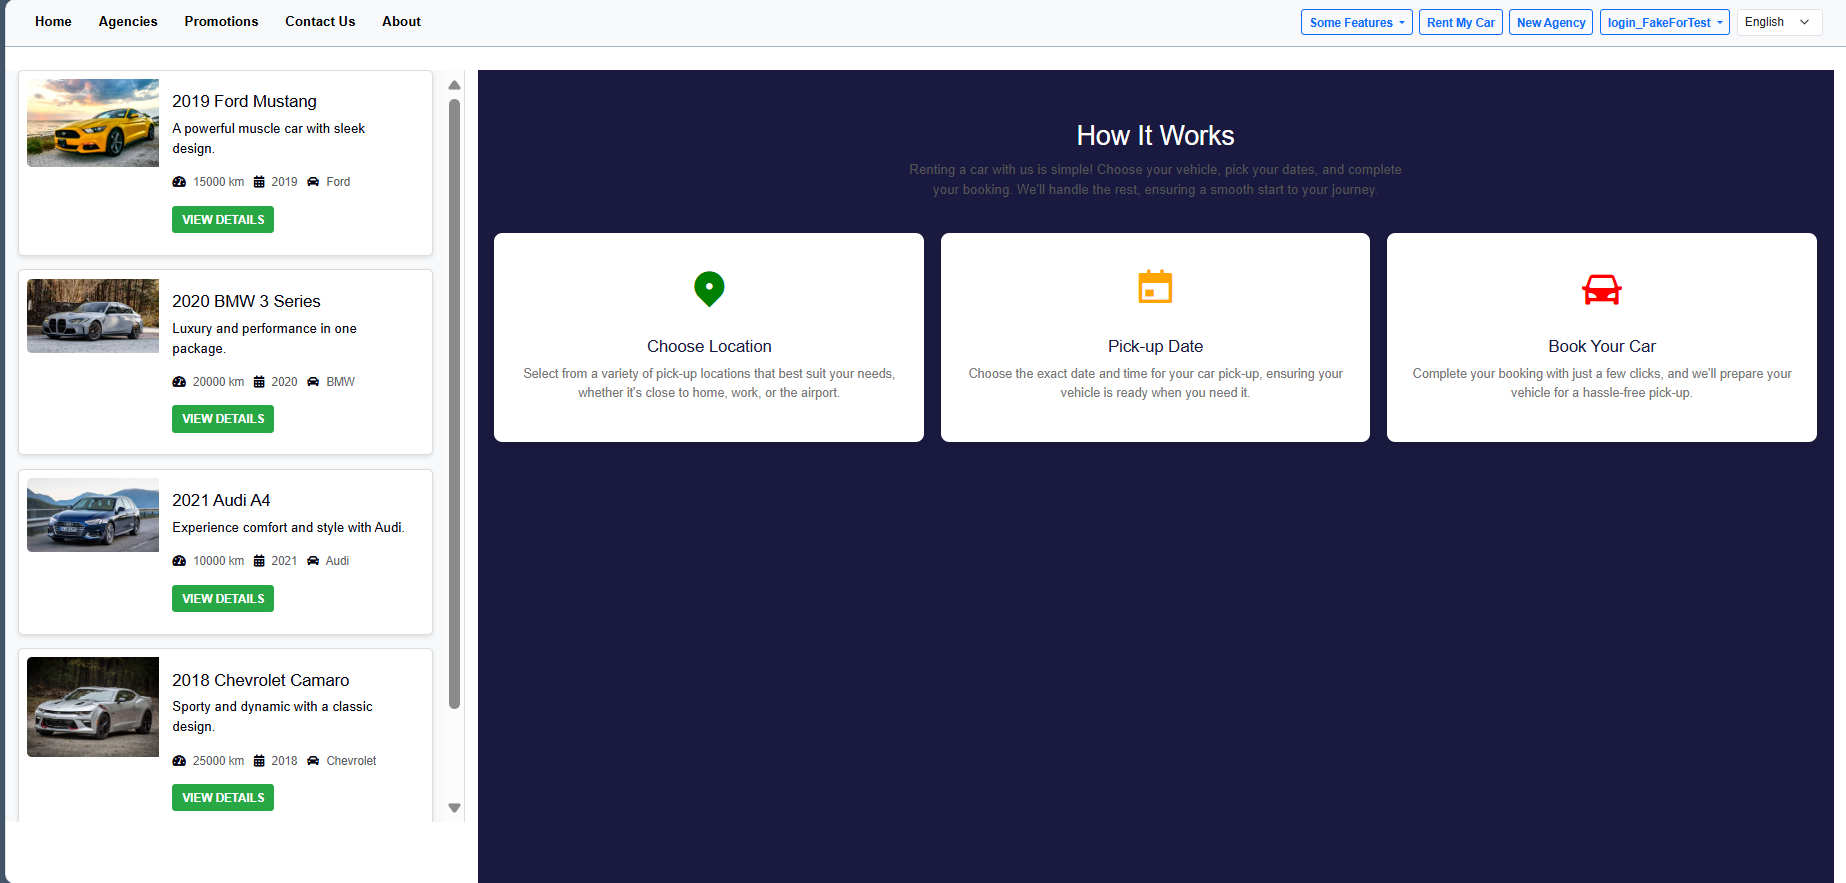 Home Agencies Promotions Contact Us About
Some Features Rent My Car New Agency login_FakeForTest English
2019 Ford Mustang
A powerful muscle car with sleek
design.
15000 km 2019 Ford
VIEW DETAILS
2020 BMW 3 Series
Luxury and performance in one
package.
20000 km 2020 BMW
VIEW DETAILS
2021 Audi A4
Experience comfort and style with Audi.
10000 km 2021 Audi
VIEW DETAILS
2018 Chevrolet Camaro
Sporty and dynamic with a classic
design.
25000 km 2018 Chevrolet
VIEW DETAILS
How It Works
Renting a car with us is simple! Choose your vehicle, pick your dates, and complete
your booking. We'll handle the rest, ensuring a smooth start to your journey.
Choose Location
Select from a variety of pick-up locations that best suit your needs,
whether it's close to home, work, or the airport.
Pick-up Date
Choose the exact date and time for your car pick-up, ensuring your
vehicle is ready when you need it.
Book Your Car
Complete your booking with just a few clicks, and we'll prepare your
vehicle for a hassle-free pick-up.